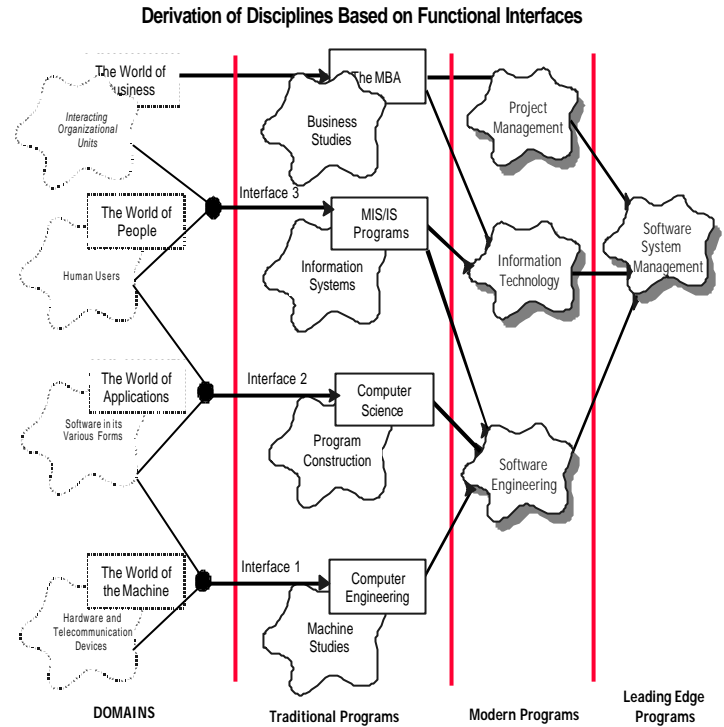 Derivation of Disciplines Based on Functional Interfaces
The World of
Business
Interacting
Organizational
Units
The MBA
Business
Studies
Project
Management
Interface 3
The World of
People
Human Users
MIS/IS
Programs
Information
Systems
Information
Technology
Software
System
Management
The World of
Applications
Software in its
Various Forms
Interface 2
Computer
Science
Program
Construction
Software
Engineering
The World of
the Machine
Hardware and
Telecommunication
Devices
Interface 1
Computer
Engineering
Machine
Studies
DOMAINS
Traditional Programs
Modern Programs
Leading Edge
Programs